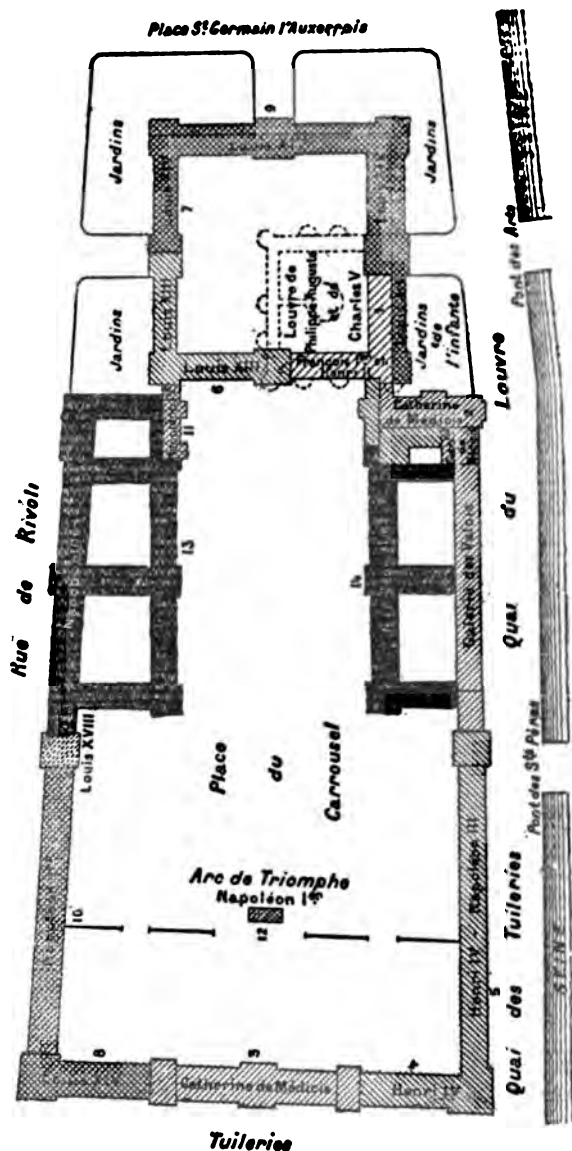 Place St Germain l'Auxerrois
9
Jardins
Jardins
7
Louvre de
Philippe-Auguste
et de
Charles V
Jardins
Jardins
de
l'infante
Pont des Arts
Louis XIII
6
François Ier et
Henri II
Catherine
de Médicis
11
Rue de Rivoli
13
14
Galerie des Valois
Quai du Louvre
Louis XVIII
Place
du
Carrousel
Pont des Sts Pères
Arc de Triomphe
Napoléon Ier
10
12
Henri IV - Napoléon III
5
Quai des Tuileries
SEINE
8
3
4
Louis XIV
Catherine de Médicis
Henri IV
Tuileries